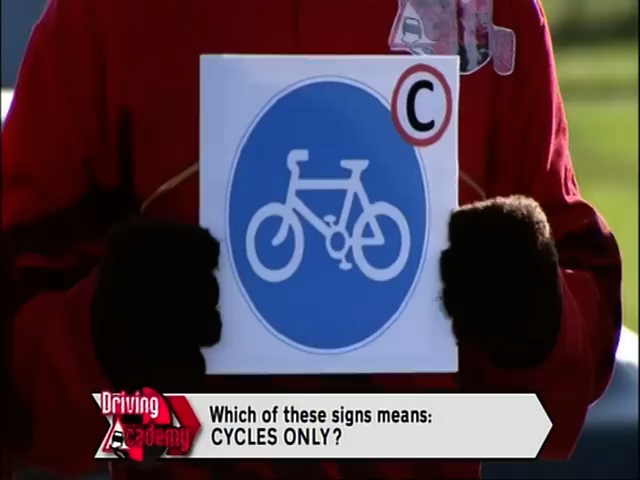 C
Driving
Academy
Which of these signs means:
CYCLES ONLY?